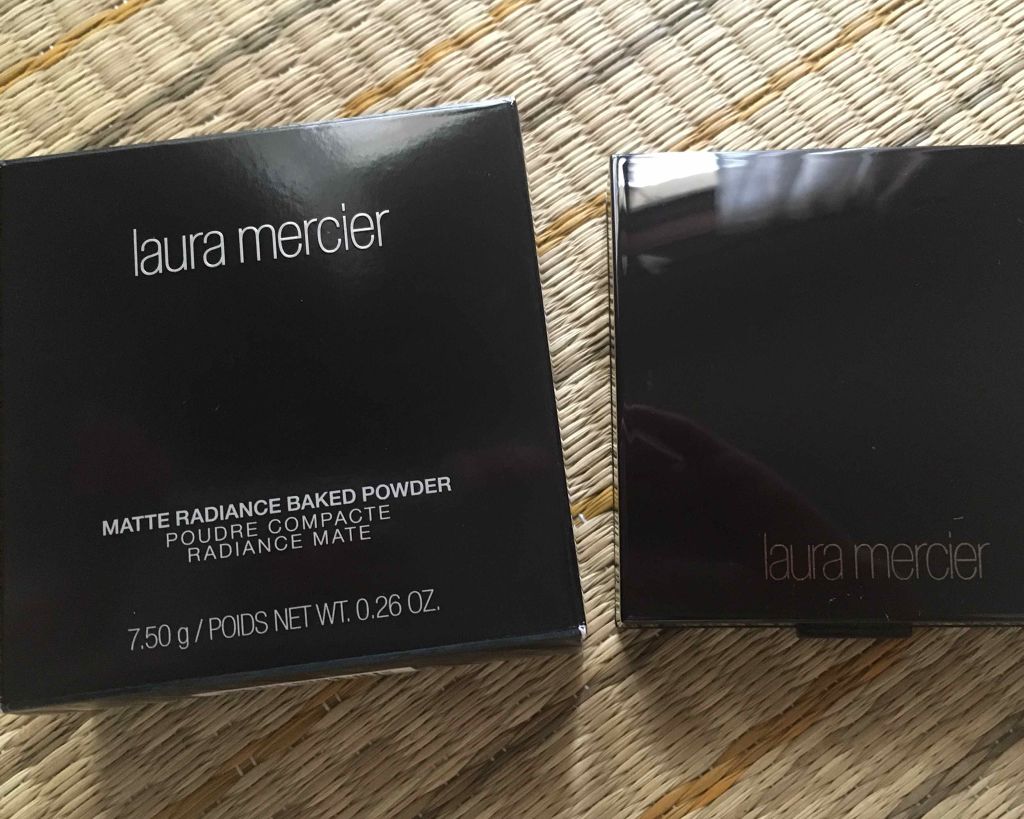 laura mercier
MATTE RADIANCE BAKED POWDER
POUDRE COMPACTE
RADIANCE MATE
7.50 g / POIDS NET WT. 0.26 OZ.
laura mercier